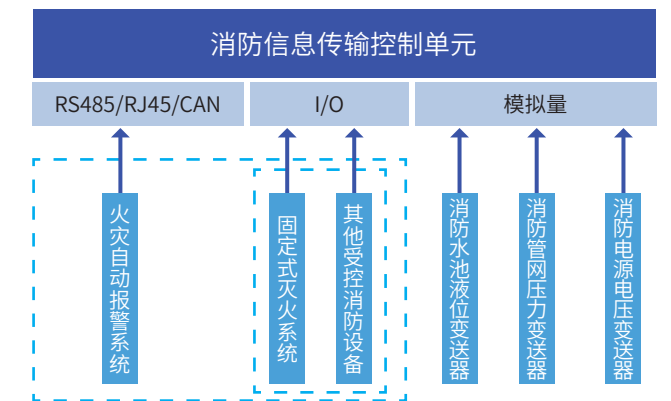 消防信息传输控制单元
RS485/RJ45/CAN
I/O
模拟量
火灾自动报警系统
固定式灭火系统
其他受控消防设备
消防水池液位变送器
消防管网压力变送器
消防电源电压变送器